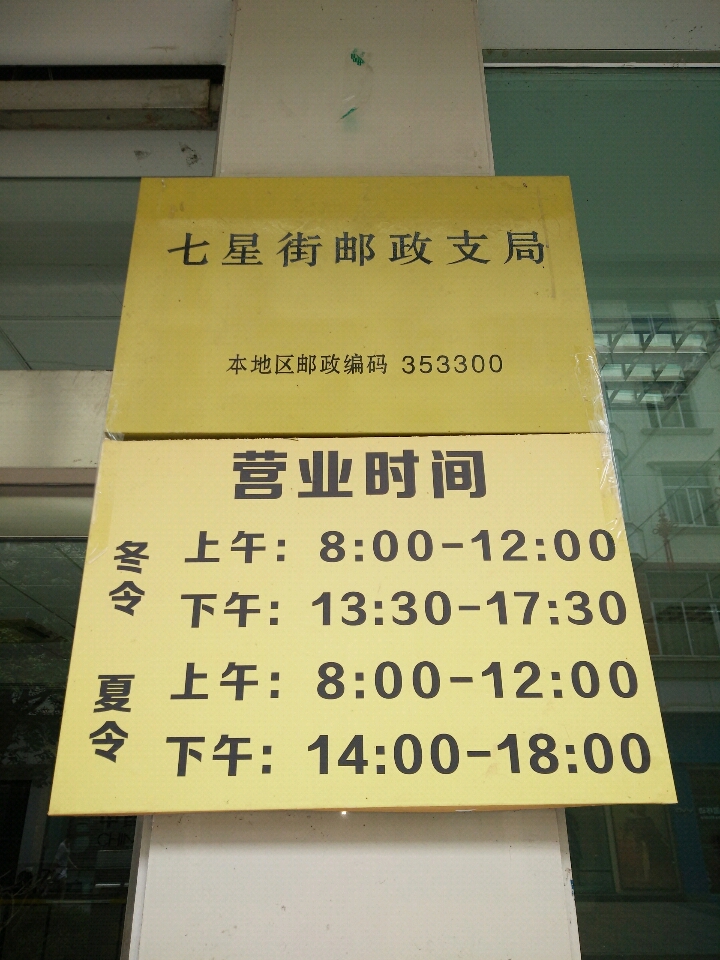 七星街邮政支局
本地区邮政编码 353300
营业时间
冬令
上午：8:00-12:00
下午：13:30-17:30
夏令
上午：8:00-12:00
下午：14:00-18:00